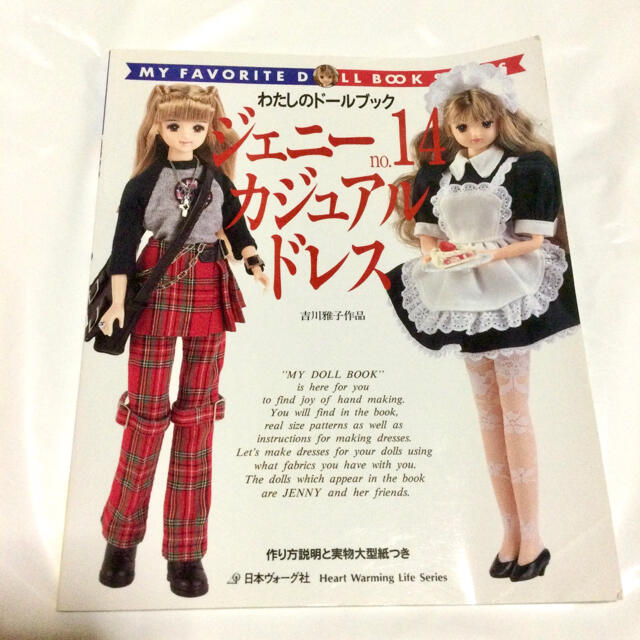 MY FAVORITE DOLL BOOK
わたしのドールブック
ジェニー no.14
カジュアル
ドレス
吉川雅子作品
"MY DOLL BOOK"
is here for you
to find joy of hand making.
You will find in the book,
real size patterns as well as
instructions for making dresses.
Let's make dresses for your dolls using
what fabrics you have with you.
The dolls which appear in the book
are JENNY and her friends.
作り方説明と実物大型紙つき
日本ヴォーグ社 Heart Warming Life Series